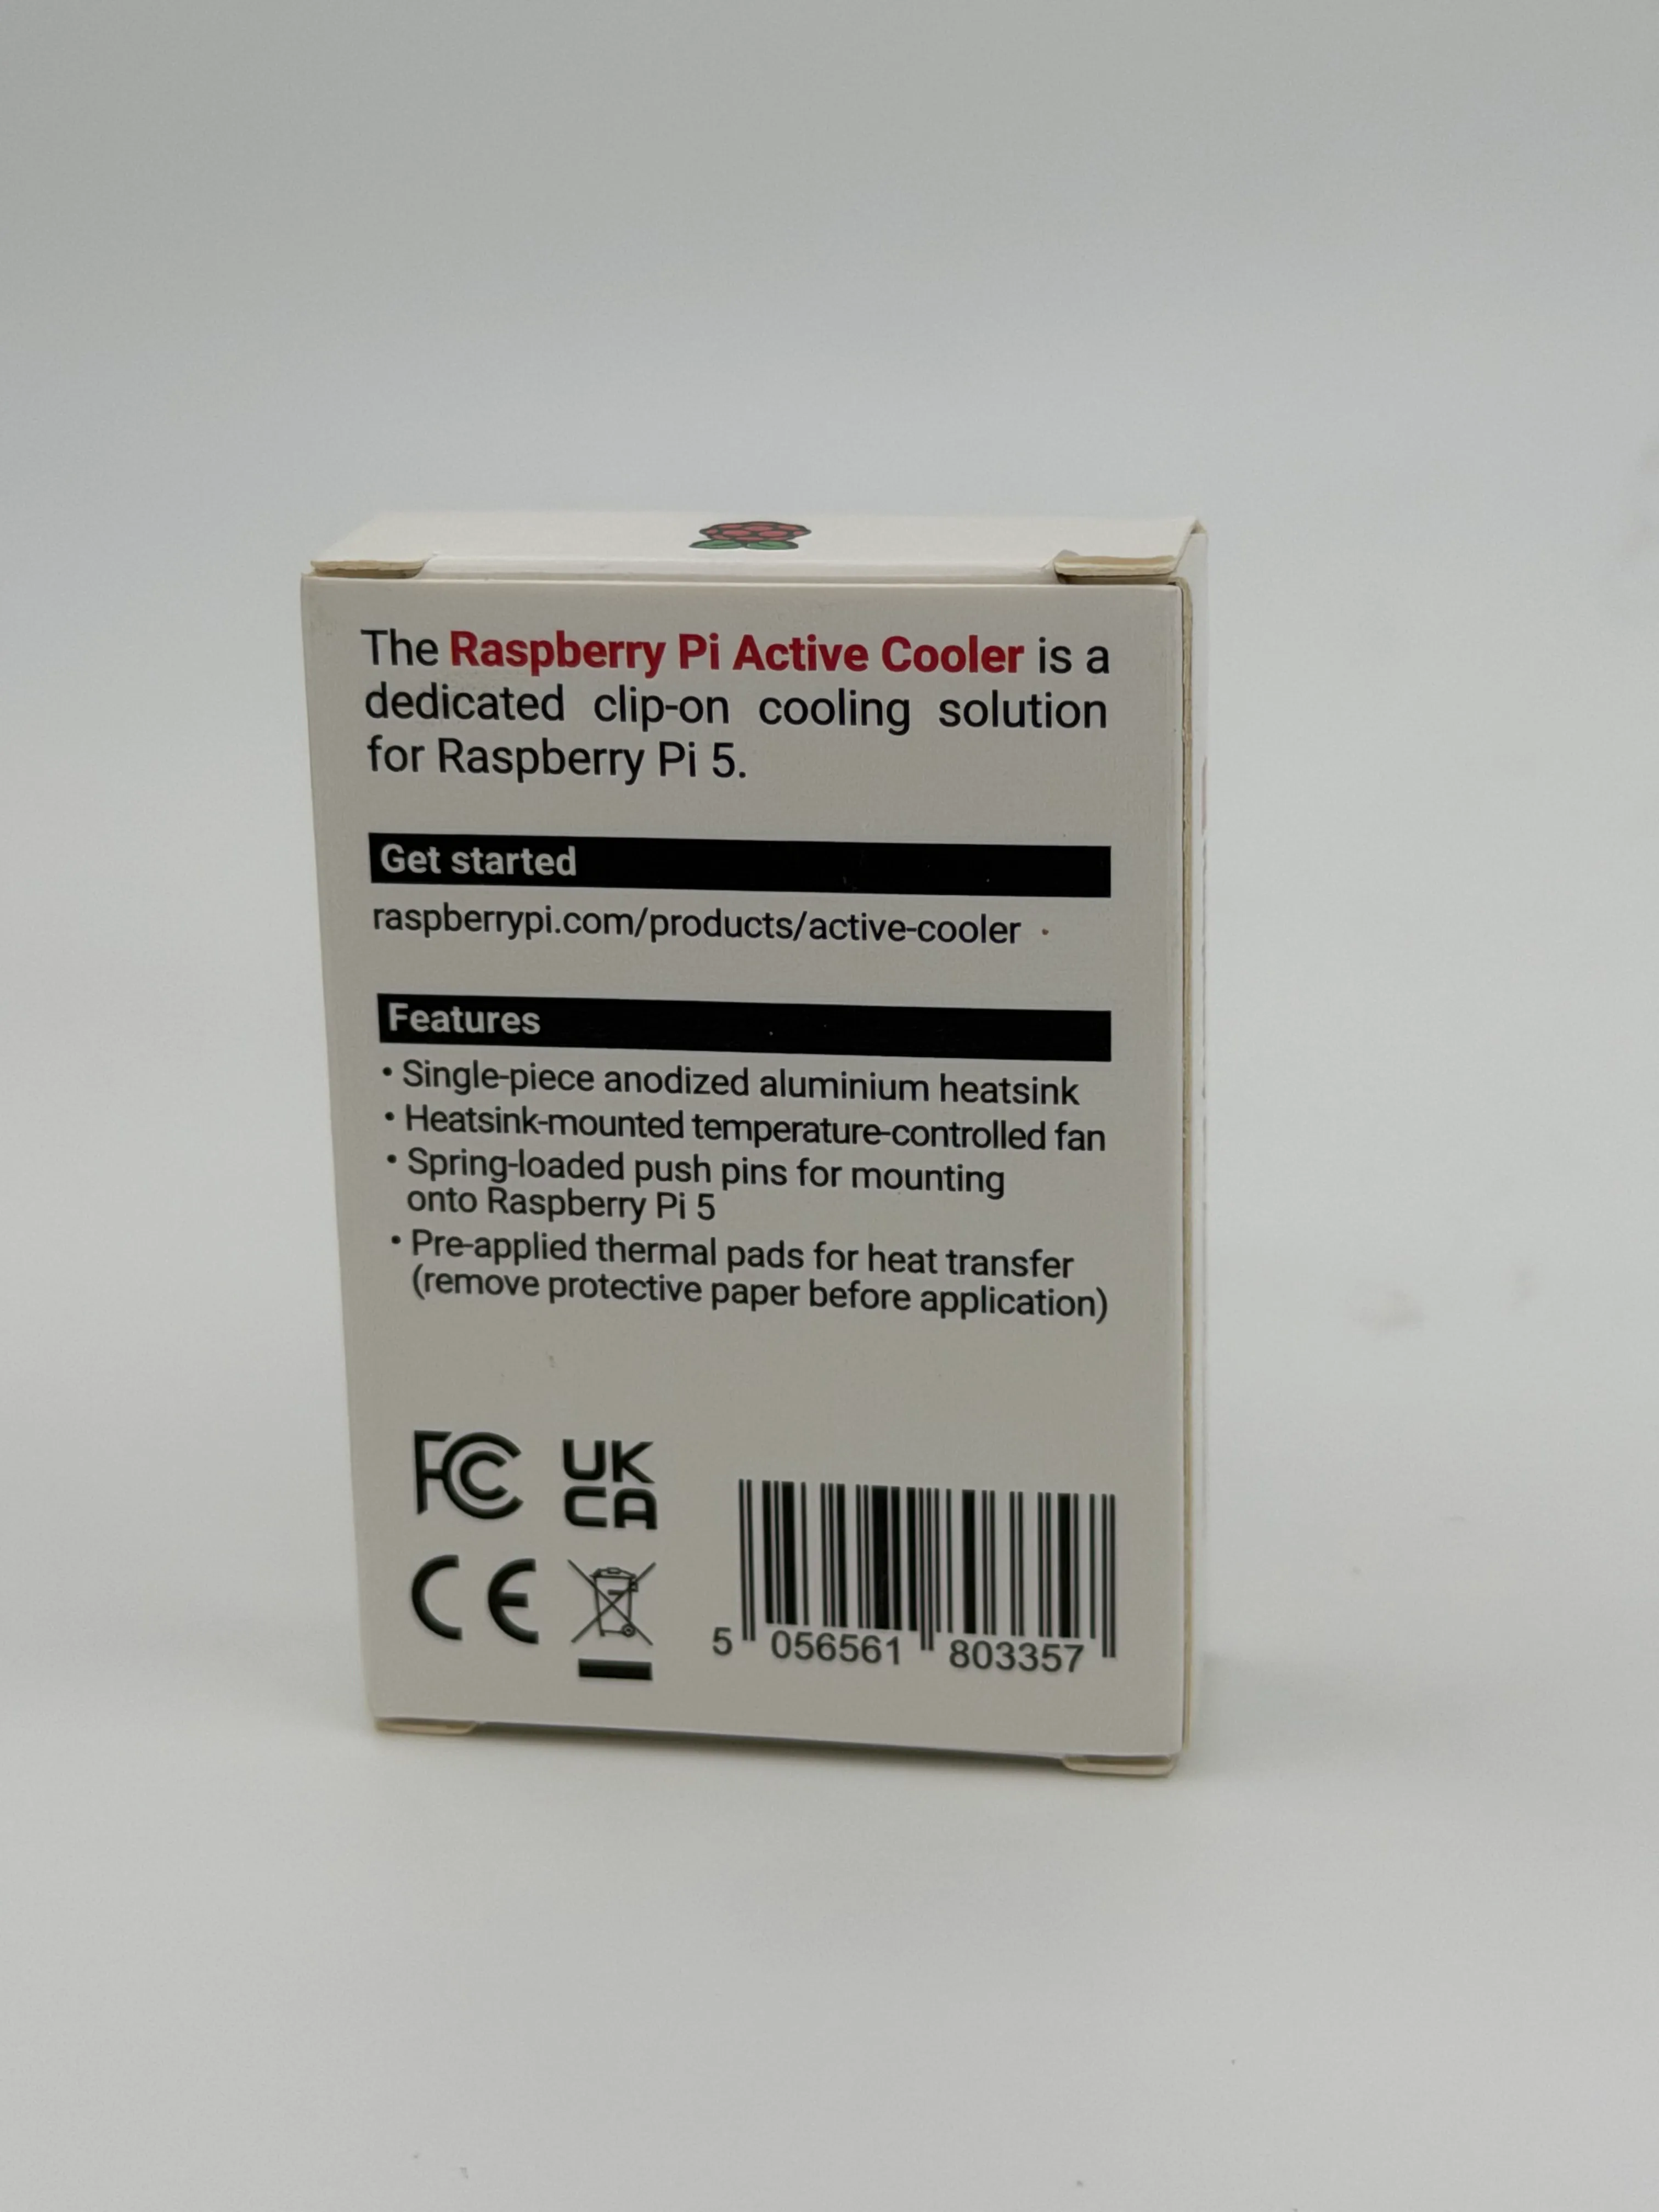 The Raspberry Pi Active Cooler is a
dedicated clip-on cooling solution
for Raspberry Pi 5.
Get started
raspberrypi.com/products/active-cooler
Features
• Single-piece anodized aluminium heatsink
• Heatsink-mounted temperature-controlled fan
• Spring-loaded push pins for mounting
onto Raspberry Pi 5
• Pre-applied thermal pads for heat transfer
(remove protective paper before application)
FC
UK
CA
CE
5 056561 803357